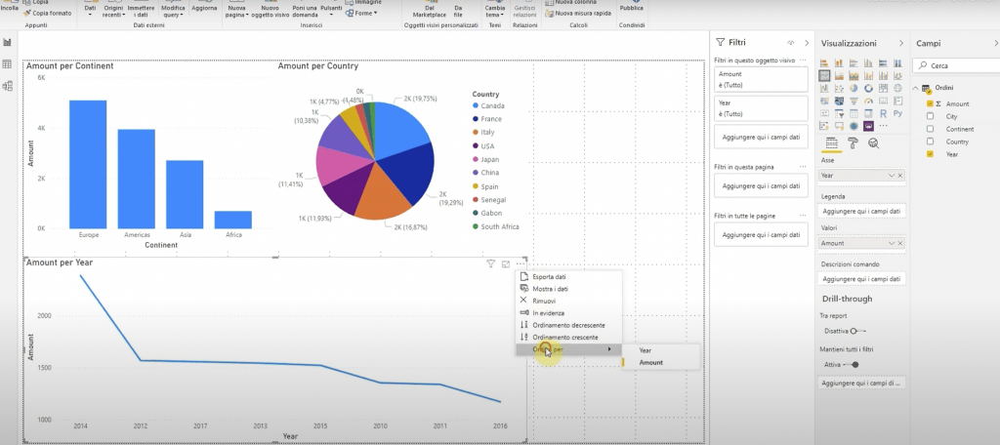 Incolla
Copia
Copia formato
Appunti
Dati
Origini recenti
Immettere i dati
Modifica query
Aggiorna
Dati esterni
Nuova pagina
Nuovo oggetto visivo
Poni una domanda
Pulsanti
Immagine
Forme
Inserisci
Dal Marketplace
Da file
Oggetti visivi personalizzati
Cambia tema
Temi
Gestisci relazioni
Relazioni
Nuova colonna
Nuova misura rapida
Calcoli
Pubblica
Condividi
Amount per Continent
6K
4K
2K
0K
Amount
Europe
Americas
Asia
Africa
Continent
Amount per Country
0K
1K (4,77%)
1K (10,38%)
1K (11,41%)
1K (11,93%)
2K (16,87%)
2K (19,29%)
2K (19,75%)
Country
Canada
France
Italy
USA
Japan
China
Spain
Senegal
Gabon
South Africa
Amount per Year
2000
1500
1000
Amount
2014
2012
2017
2013
2015
2010
2011
2016
Year
Esporta dati
Mostra i dati
Rimuovi
In evidenza
Ordinamento decrescente
Ordinamento crescente
per
Year
Amount
Filtri
Filtri in questo oggetto visivo
Amount
è (Tutto)
Year
è (Tutto)
Aggiungere qui i campi dati
Filtri in questa pagina
Aggiungere qui i campi dati
Filtri in tutte le pagine
Aggiungere qui i campi dati
Visualizzazioni
R
Py
Asse
Year
Legenda
Aggiungere qui i campi dati
Valori
Amount
Descrizioni comando
Aggiungere qui i campi dati
Drill-through
Tra report
Disattiva
Mantieni tutti i filtri
Attiva
Aggiungere qui i campi di ...
Campi
Cerca
Ordini
Σ Amount
City
Continent
Country
Year